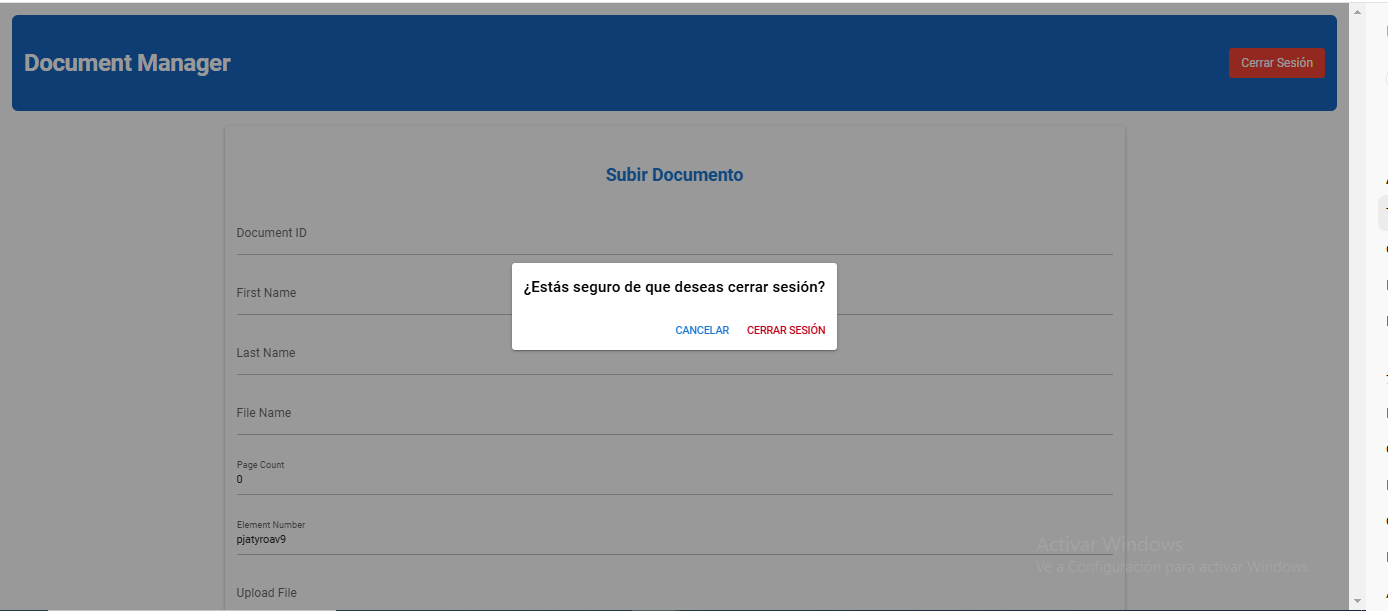 Document Manager
Cerrar Sesión
Subir Documento
Document ID
First Name
¿Estás seguro de que deseas cerrar sesión?
CANCELAR CERRAR SESIÓN
Last Name
File Name
Page Count
0
Element Number
pjatyroav9
Activar Windows
Ve a Configuración para activar Windows.
Upload File